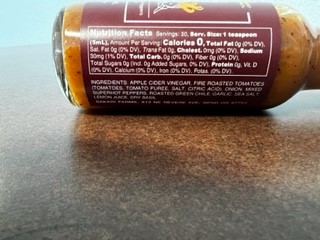 Nutrition Facts Servings: 30, Serv. Size: 1 teaspoon
(5mL), Amount Per Serving: Calories 0, Total Fat 0g (0% DV),
Sat. Fat 0g (0% DV), Trans Fat 0g, Cholest. 0mg (0% DV), Sodium
30mg (1% DV), Total Carb. 0g (0% DV), Fiber 0g (0% DV),
Total Sugars 0g (Incl. 0g Added Sugars, 0% DV), Protein 0g, Vit. D
(0% DV), Calcium (0% DV), Iron (0% DV), Potas. (0% DV).
INGREDIENTS: APPLE CIDER VINEGAR, FIRE ROASTED TOMATOES
(TOMATOES, TOMATO PUREE, SALT, CITRIC ACID), ONION, MIXED
SUPERHOT PEPPERS, ROASTED GREEN CHILE, GARLIC, SEA SALT,
LEMON JUICE, DRY BASIL